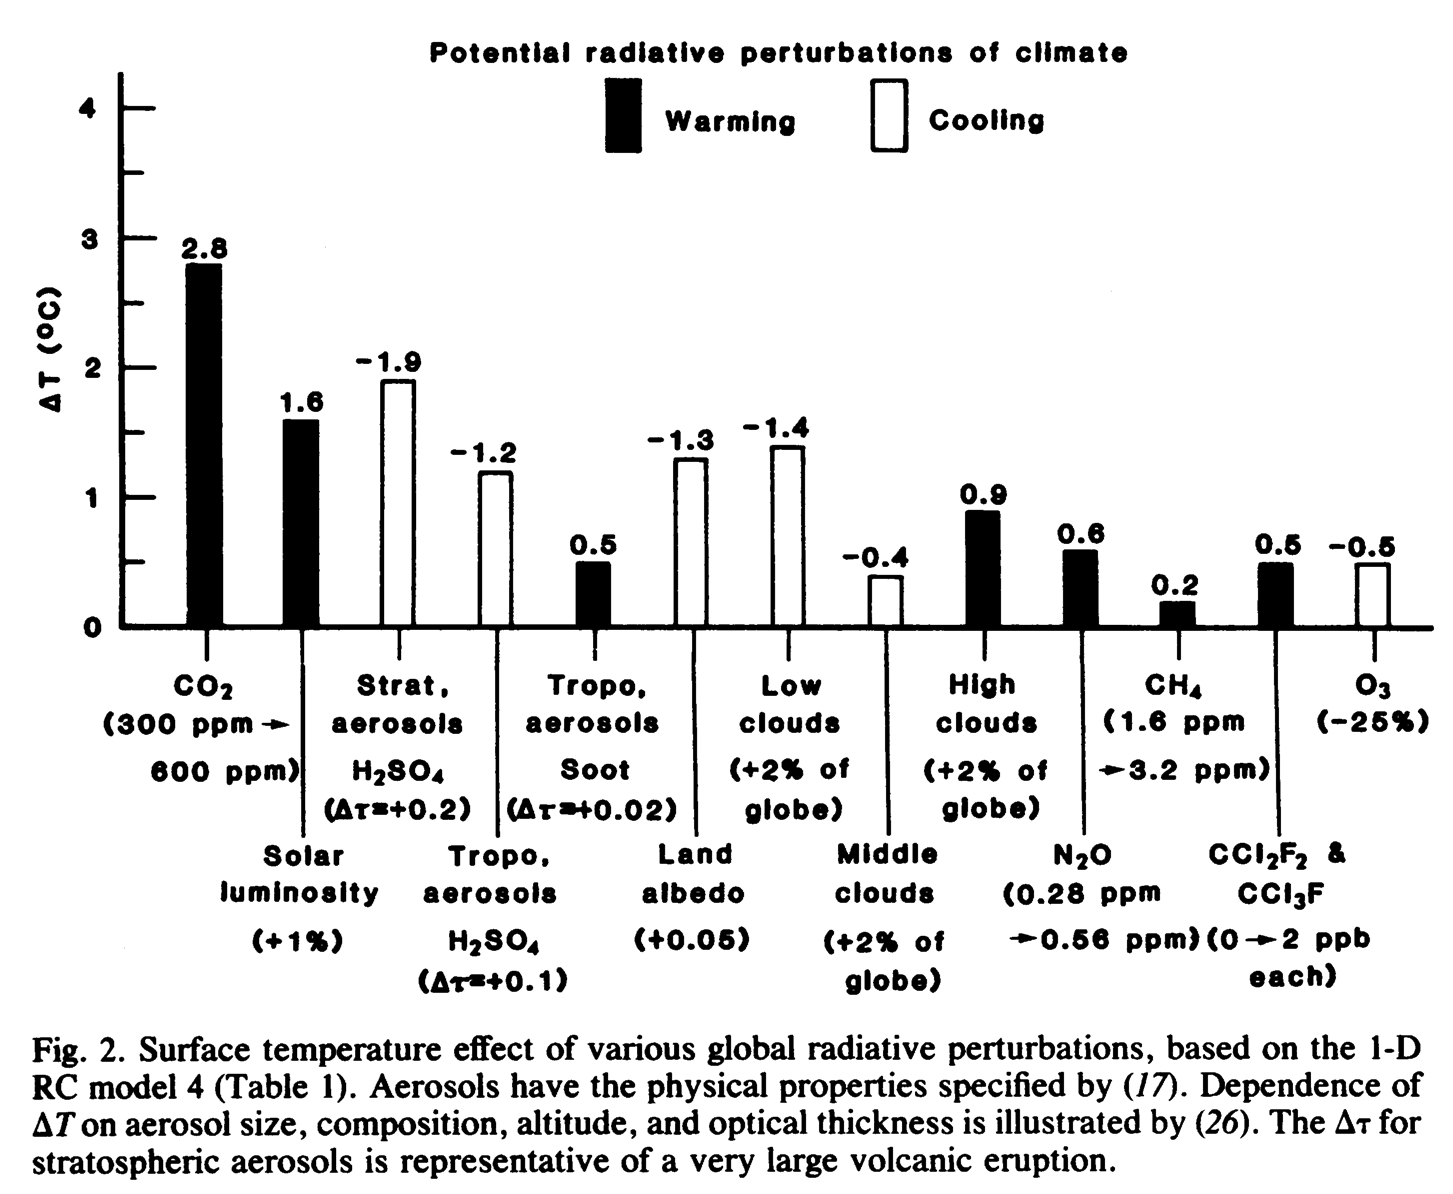 Potential radiative perturbations of climate
Warming
Cooling
4
3
2
1
0
ΔT (°C)
2.8
1.6
-1.9
-1.2
0.5
-1.3
-1.4
-0.4
0.9
0.6
0.2
0.5
-0.5
CO₂
(300 ppm →
600 ppm)
Solar
luminosity
(+1%)
Strat.
aerosols
H₂SO₄
(Δτ=+0.2)
Tropo.
aerosols
H₂SO₄
(Δτ=+0.1)
Tropo.
aerosols
Soot
(Δτ=+0.02)
Land
albedo
(+0.05)
Low
clouds
(+2% of
globe)
Middle
clouds
(+2% of
globe)
High
clouds
(+2% of
globe)
N₂O
(0.28 ppm
→0.56 ppm)
CH₄
(1.6 ppm
→3.2 ppm)
CCl₂F₂ &
CCl₃F
(0→2 ppb
each)
O₃
(-25%)
Fig. 2. Surface temperature effect of various global radiative perturbations, based on the 1-D
RC model 4 (Table 1). Aerosols have the physical properties specified by (17). Dependence of
ΔT on aerosol size, composition, altitude, and optical thickness is illustrated by (26). The Δτ for
stratospheric aerosols is representative of a very large volcanic eruption.